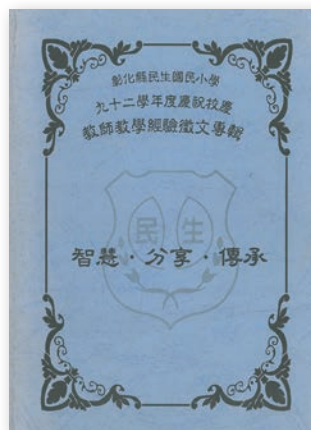 彰化縣民生國民小學
九十二學年度慶祝校慶
教師教學經驗徵文專輯
民生
智慧·分享·傳承